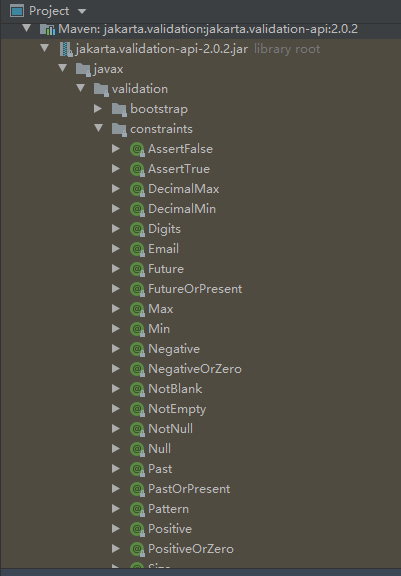 Project
Maven: jakarta.validation:jakarta.validation-api:2.0.2
jakarta.validation-api-2.0.2.jar library root
javax
validation
bootstrap
constraints
AssertFalse
AssertTrue
DecimalMax
DecimalMin
Digits
Email
Future
FutureOrPresent
Max
Min
Negative
NegativeOrZero
NotBlank
NotEmpty
NotNull
Null
Past
PastOrPresent
Pattern
Positive
PositiveOrZero
Size